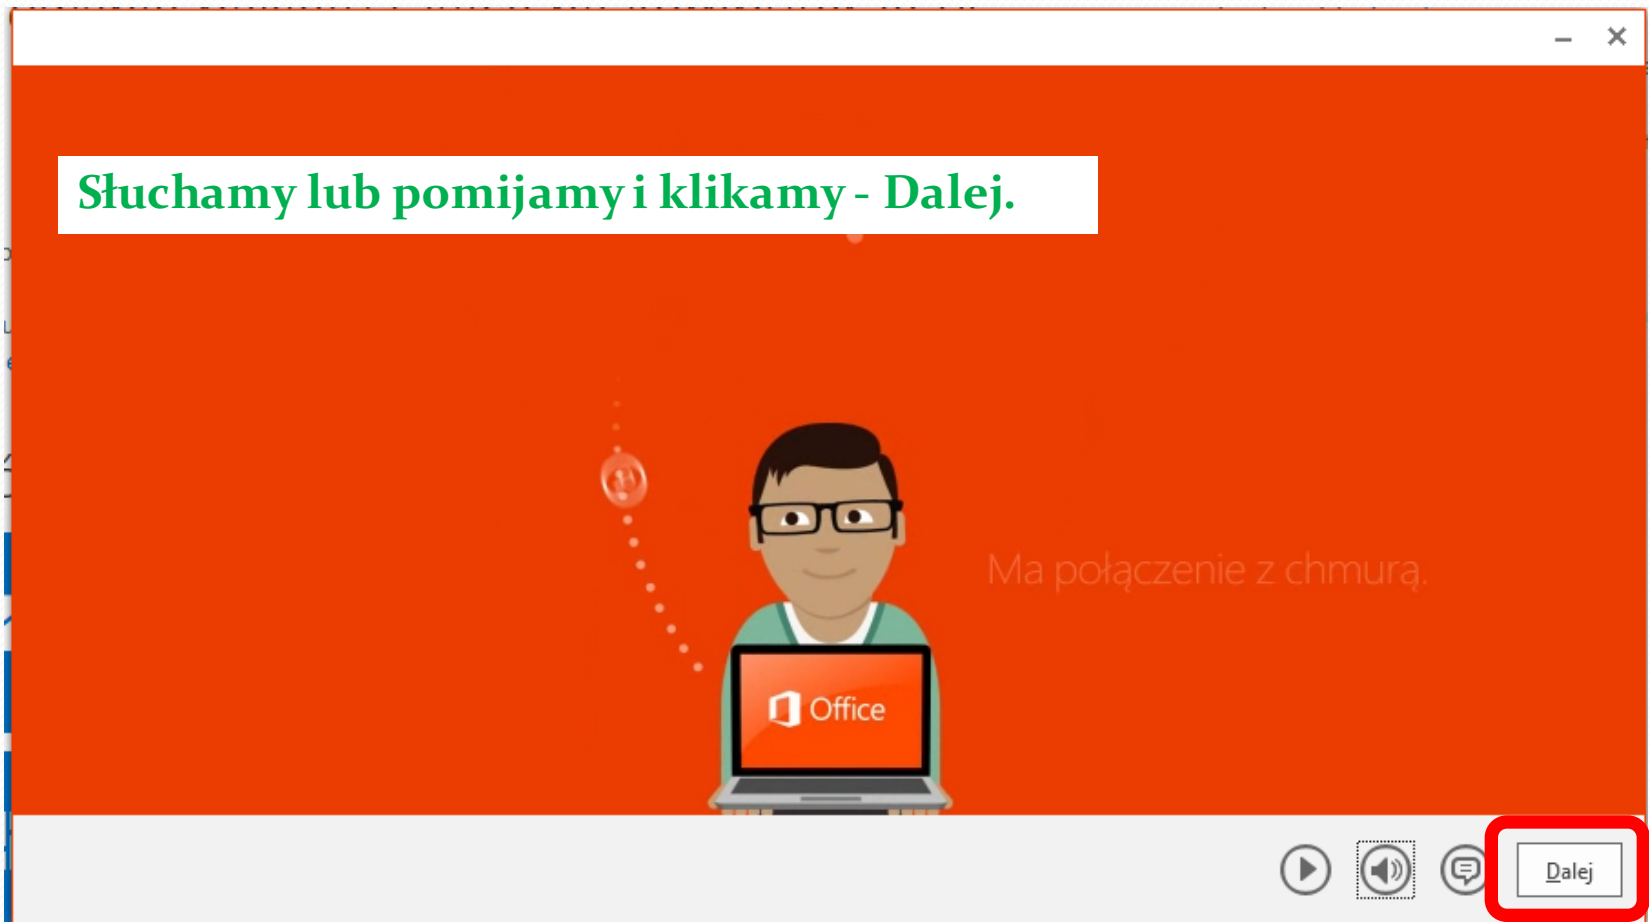 Słuchamy lub pomijamy i klikamy - Dalej.
Ma połączenie z chmurą.
Office
Dalej